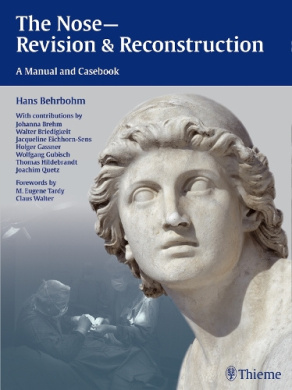 The Nose—
Revision & Reconstruction
A Manual and Casebook
Hans Behrbohm
With contributions by
Johanna Brehm
Walter Briedigkeit
Jacqueline Eichhorn-Sens
Holger Gassner
Wolfgang Gubisch
Thomas Hildebrandt
Joachim Quetz
Forewords by
M. Eugene Tardy
Claus Walter
Thieme